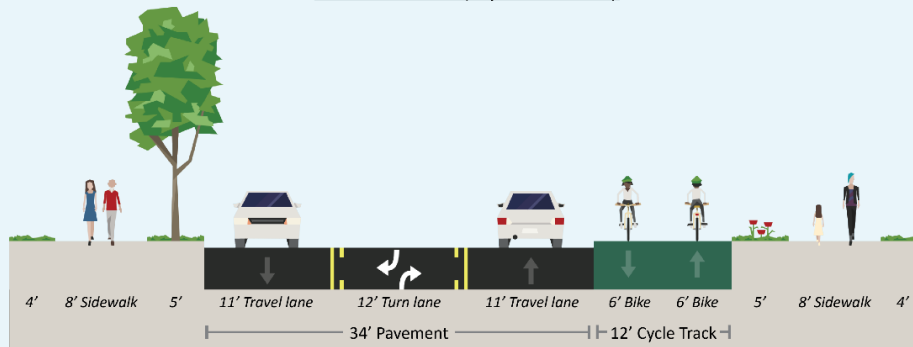 4’ 8’ Sidewalk 5’ 11’ Travel lane 12’ Turn lane 11’ Travel lane 6’ Bike 6’ Bike 5’ 8’ Sidewalk 4’
34’ Pavement 12’ Cycle Track